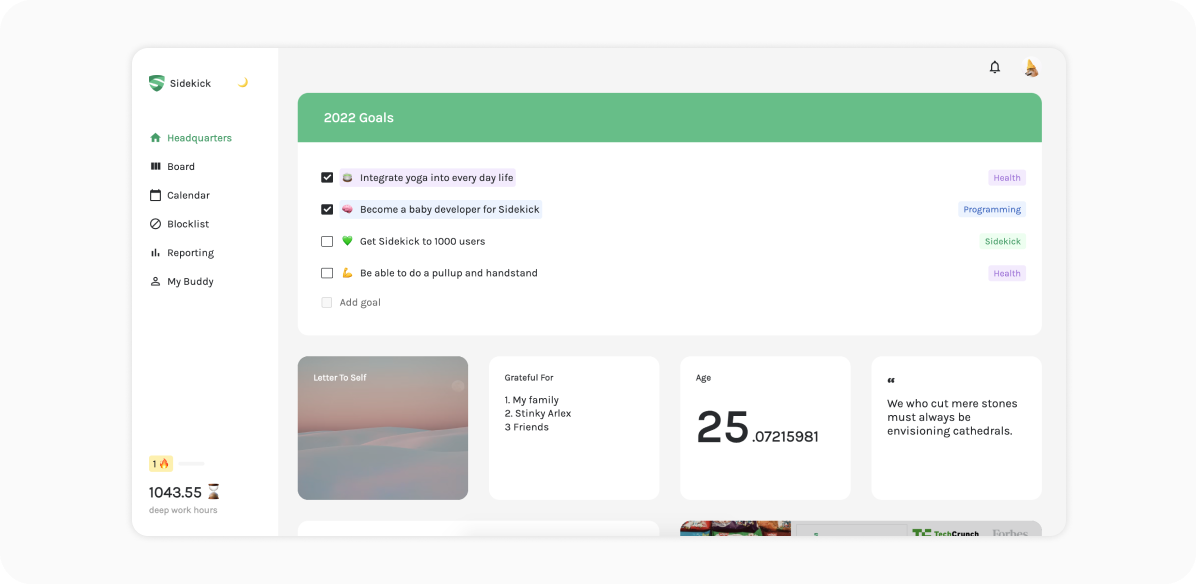 Sidekick
Headquarters
Board
Calendar
Blocklist
Reporting
My Buddy
1
1043.55
deep work hours
2022 Goals
Integrate yoga into every day life
Health
Become a baby developer for Sidekick
Programming
Get Sidekick to 1000 users
Sidekick
Be able to do a pullup and handstand
Health
Add goal
Letter To Self
Grateful For
1. My family
2. Stinky Arlex
3 Friends
Age
25.07215981
“
We who cut mere stones
must always be
envisioning cathedrals.
TechCrunch
Forbes